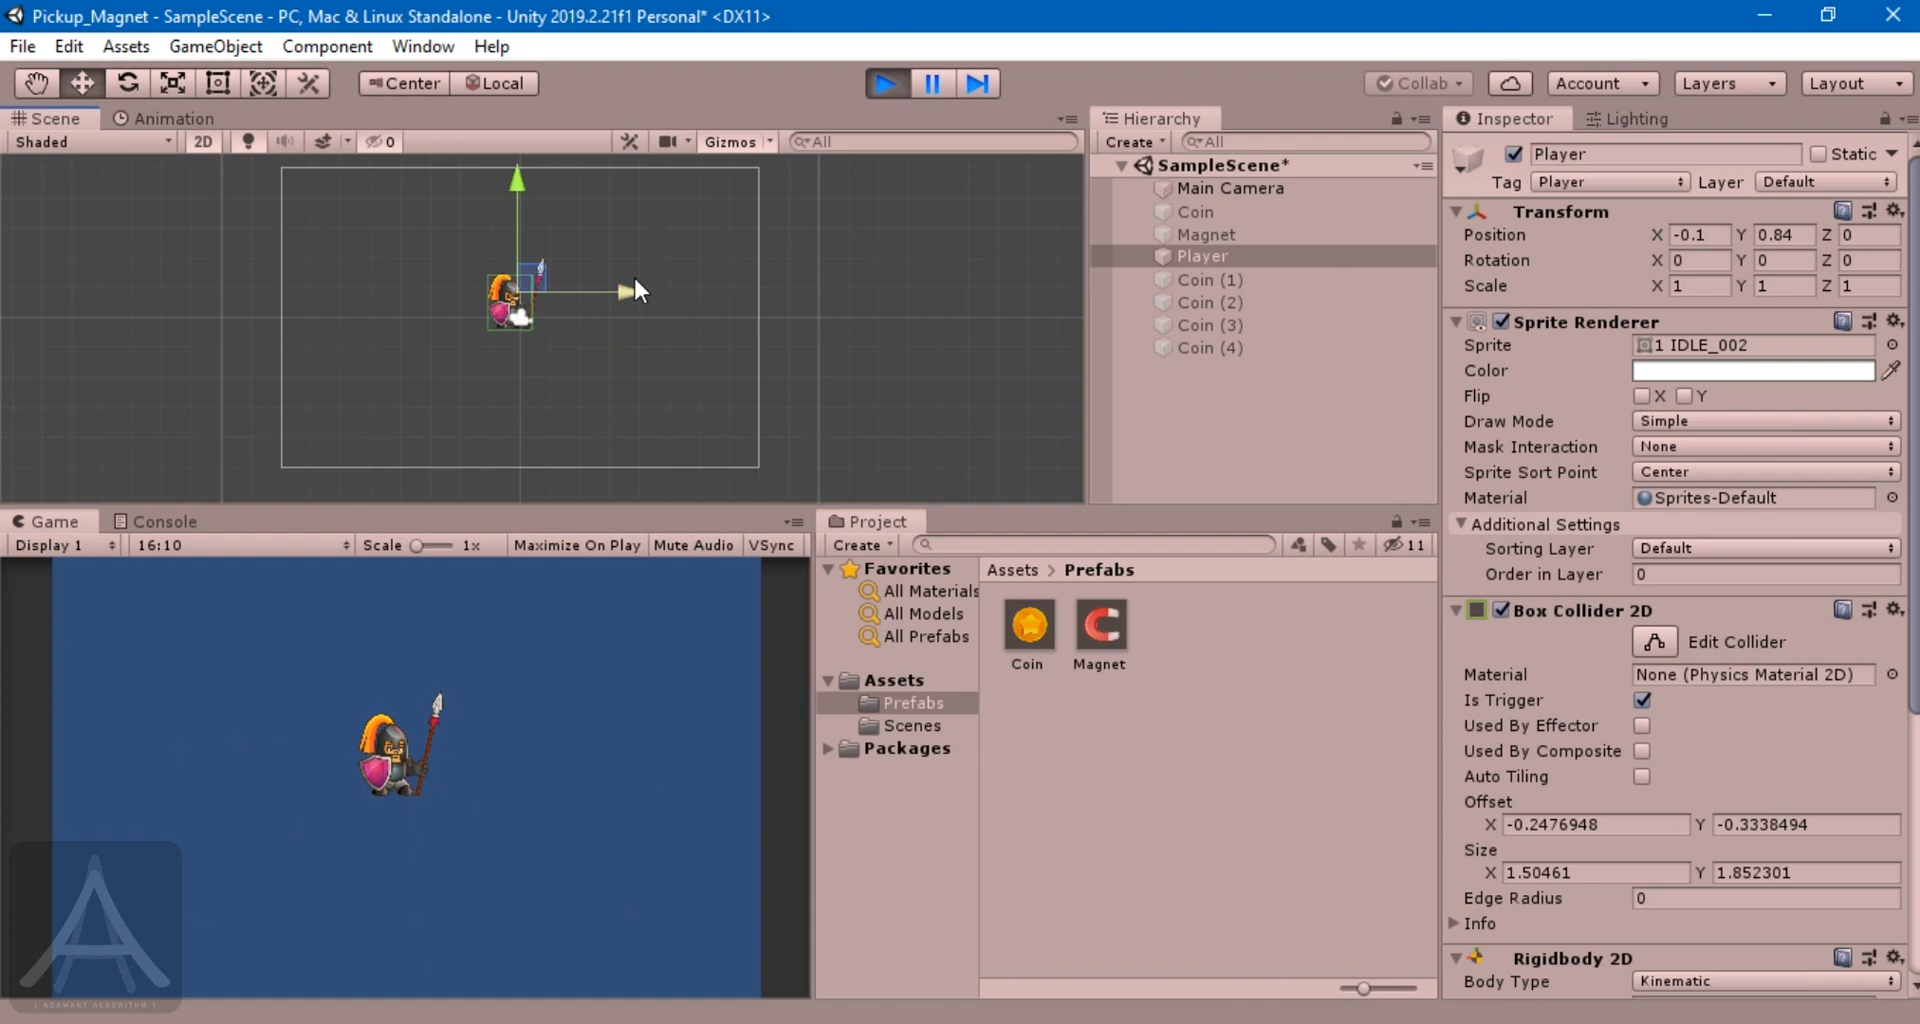 Pickup_Magnet - SampleScene - PC, Mac & Linux Standalone - Unity 2019.2.21f1 Personal* <DX11>
File Edit Assets GameObject Component Window Help
Center Local Collab Account Layers Layout
Scene Animation
Shaded 2D 0 Gizmos All
Hierarchy
Create All
SampleScene*
Main Camera
Coin
Magnet
Player
Coin (1)
Coin (2)
Coin (3)
Coin (4)
Game Console
Display 1 16:10 Scale 1x Maximize On Play Mute Audio VSync
ADAMANT ALGORITHM
Project
Create 11
Favorites
All Materials
All Models
All Prefabs
Assets
Prefabs
Scenes
Packages
Assets > Prefabs
Coin Magnet
Inspector Lighting
Player Static
Tag Player Layer Default
Transform
Position X -0.1 Y 0.84 Z 0
Rotation X 0 Y 0 Z 0
Scale X 1 Y 1 Z 1
Sprite Renderer
Sprite 1 IDLE_002
Color
Flip X Y
Draw Mode Simple
Mask Interaction None
Sprite Sort Point Center
Material Sprites-Default
Additional Settings
Sorting Layer Default
Order in Layer 0
Box Collider 2D
Edit Collider
Material None (Physics Material 2D)
Is Trigger
Used By Effector
Used By Composite
Auto Tiling
Offset
X -0.2476948 Y -0.3338494
Size
X 1.50461 Y 1.852301
Edge Radius 0
Info
Rigidbody 2D
Body Type Kinematic